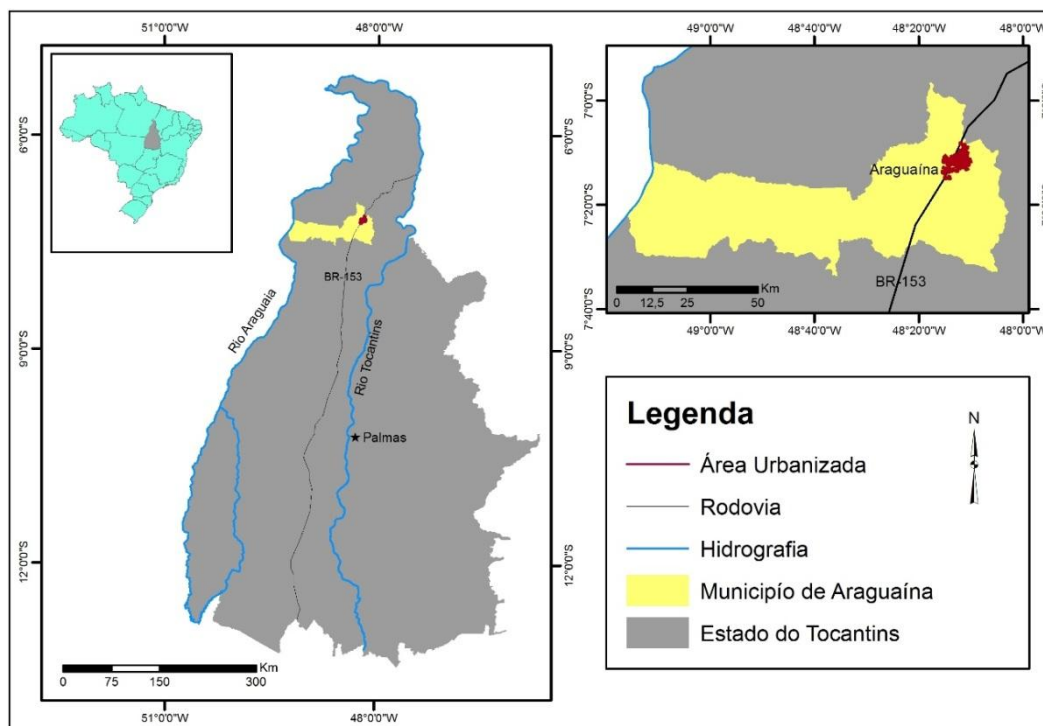 51°0'0"W
48°0'0"W
6°0'0"S
6°0'0"S
9°0'0"S
9°0'0"S
12°0'0"S
12°0'0"S
BR-153
Rio Araguaia
Rio Tocantins
Palmas
Km
0 75 150 300
51°0'0"W
48°0'0"W
49°0'0"W
48°40'0"W
48°20'0"W
48°0'0"W
7°0'0"S
7°20'0"S
7°40'0"S
Araguaína
BR-153
Km
0 12,5 25 50
49°0'0"W
48°40'0"W
48°20'0"W
48°0'0"W
Legenda
Área Urbanizada
Rodovia
Hidrografia
Municipío de Araguaína
Estado do Tocantins
N